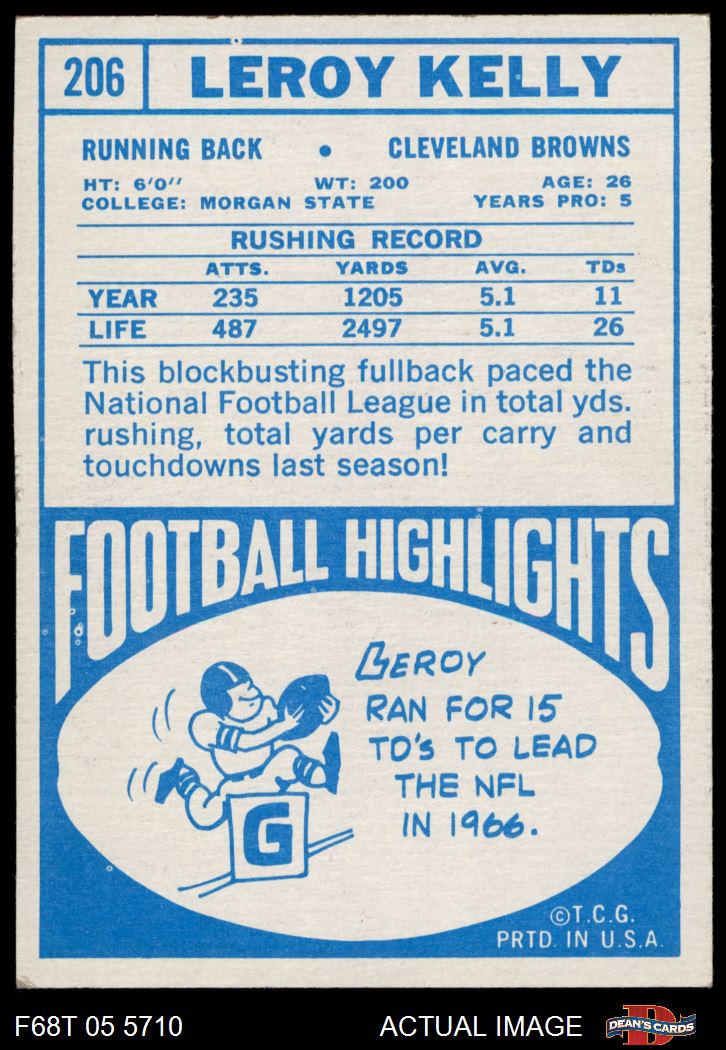 206 LEROY KELLY
RUNNING BACK • CLEVELAND BROWNS
HT: 6'0'' WT: 200 AGE: 26
COLLEGE: MORGAN STATE YEARS PRO: 5
RUSHING RECORD
ATTS. YARDS AVG. TDs
YEAR 235 1205 5.1 11
LIFE 487 2497 5.1 26
This blockbusting fullback paced the
National Football League in total yds.
rushing, total yards per carry and
touchdowns last season!
FOOTBALL HIGHLIGHTS
LEROY
RAN FOR 15
TD'S TO LEAD
THE NFL
IN 1966.
G
©T.C.G.
PRTD. IN U.S.A.
F68T 05 5710 ACTUAL IMAGE D DEAN'S CARDS